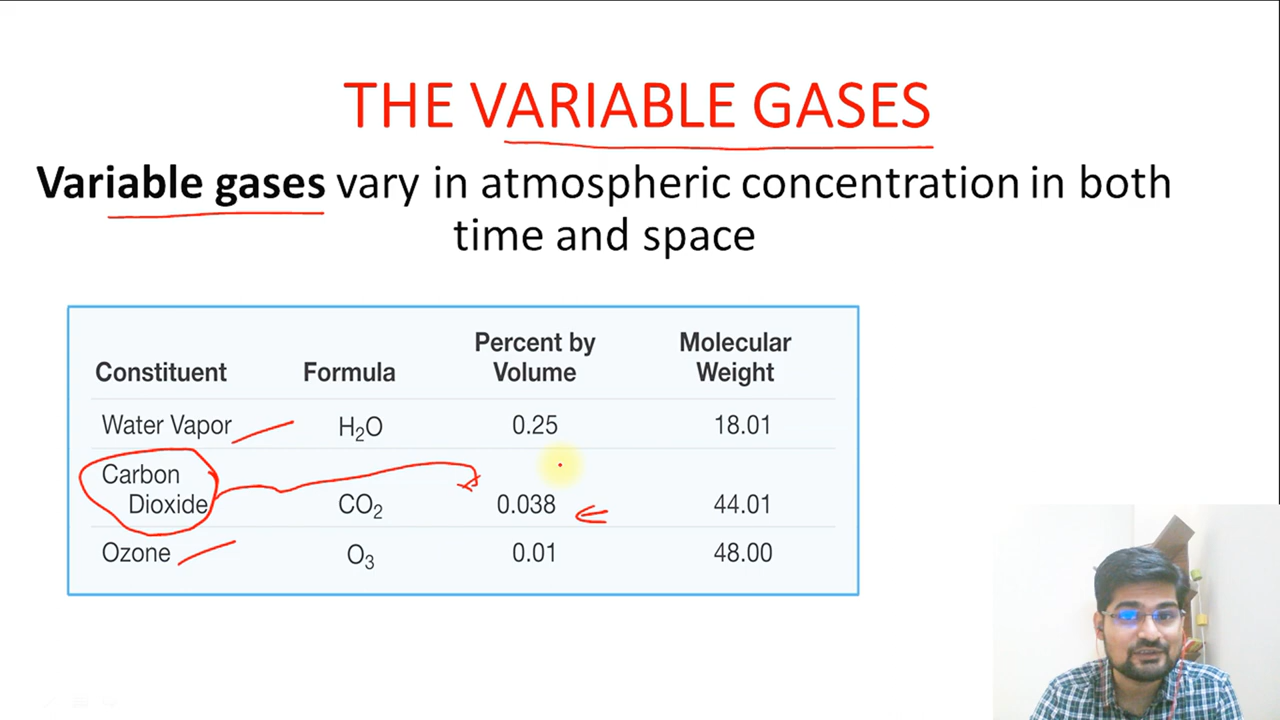 THE VARIABLE GASES
Variable gases vary in atmospheric concentration in both
time and space
Constituent Formula Percent by Volume Molecular Weight
Water Vapor H₂O 0.25 18.01
Carbon Dioxide CO₂ 0.038 44.01
Ozone O₃ 0.01 48.00